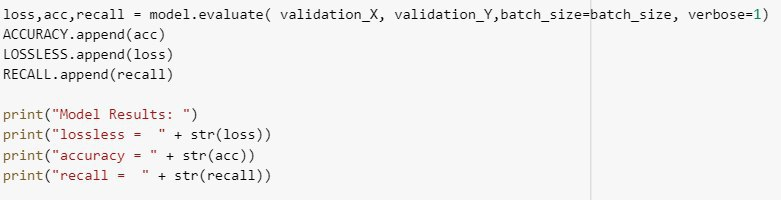 loss,acc,recall = model.evaluate( validation_X, validation_Y,batch_size=batch_size, verbose=1)
ACCURACY.append(acc)
LOSSLESS.append(loss)
RECALL.append(recall)
print("Model Results: ")
print("lossless =  " + str(loss))
print("accuracy = " + str(acc))
print("recall =  " + str(recall))